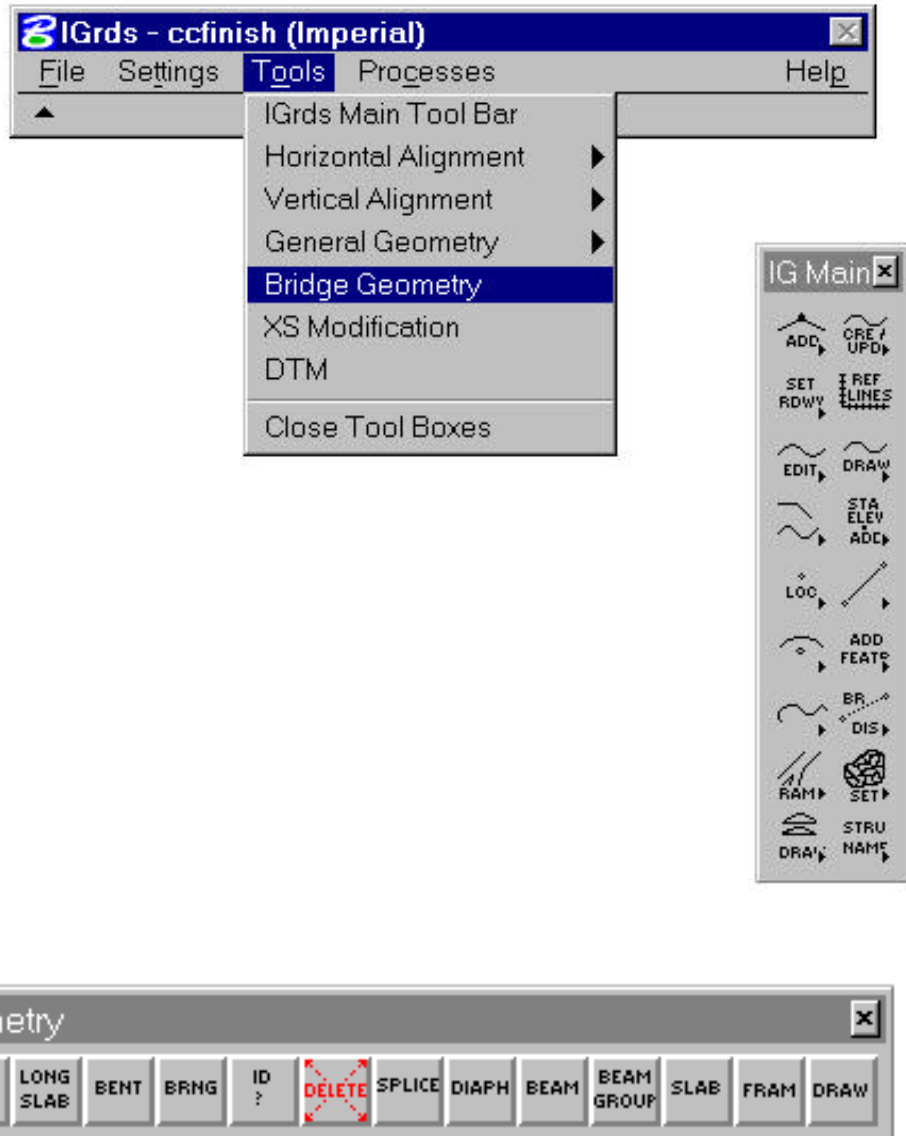 IGrds - ccfinish (Imperial)
File Settings Tools Processes Help
IGrds Main Tool Bar
Horizontal Alignment
Vertical Alignment
General Geometry
Bridge Geometry
XS Modification
DTM
Close Tool Boxes
IG Main
ADD CRE/
UPD
SET REF
RDWY LINES
EDIT DRAW
STA
ELEV
ADD
LOC
ADD
FEATR
BR
DIS
RAM SET
STRU
DRAW NAME
etry
LONG
SLAB
BENT
BRNG
ID
?
DELETE
SPLICE
DIAPH
BEAM
BEAM
GROUP
SLAB
FRAM
DRAW